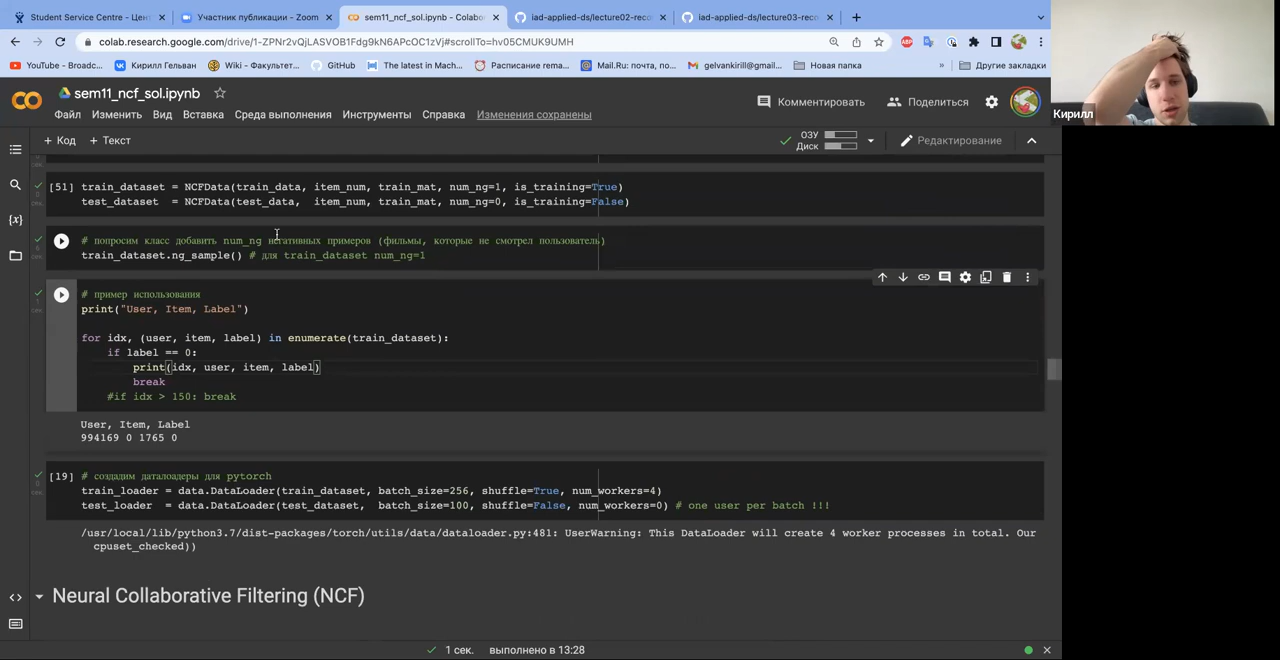 Student Service Centre - Цент
Участник публикации - Zoom
sem11_ncf_sol.ipynb - Colabo
iad-applied-ds/lecture02-reco
iad-applied-ds/lecture03-reco
colab.research.google.com/drive/1-ZPNr2vQjLASVOB1Fdg9kN6APcOC1zVj#scrollTo=hv05CMUK9UMH
YouTube - Broadc...
Кирилл Гельван
Wiki - Факультет...
GitHub
The latest in Mach...
Расписание rema...
Mail.Ru: почта, по...
gelvankirill@gmail....
Новая папка
»
Другие закладки
sem11_ncf_sol.ipynb
Файл Изменить Вид Вставка Среда выполнения Инструменты Справка Изменения сохранены
Комментировать
Поделиться
Кирилл
+ Код + Текст
ОЗУ
Диск
Редактирование
[51] train_dataset = NCFData(train_data, item_num, train_mat, num_ng=1, is_training=True)
test_dataset = NCFData(test_data, item_num, train_mat, num_ng=0, is_training=False)
# попросим класс добавить num_ng негативных примеров (фильмы, которые не смотрел пользователь)
train_dataset.ng_sample() # для train_dataset num_ng=1
# пример использования
print("User, Item, Label")
for idx, (user, item, label) in enumerate(train_dataset):
if label == 0:
print(idx, user, item, label)
break
#if idx > 150: break
User, Item, Label
994169 0 1765 0
[19] # создадим даталоадеры для pytorch
train_loader = data.DataLoader(train_dataset, batch_size=256, shuffle=True, num_workers=4)
test_loader = data.DataLoader(test_dataset, batch_size=100, shuffle=False, num_workers=0) # one user per batch !!!
/usr/local/lib/python3.7/dist-packages/torch/utils/data/dataloader.py:481: UserWarning: This DataLoader will create 4 worker processes in total. Our
cpuset_checked))
Neural Collaborative Filtering (NCF)
1 сек. выполнено в 13:28